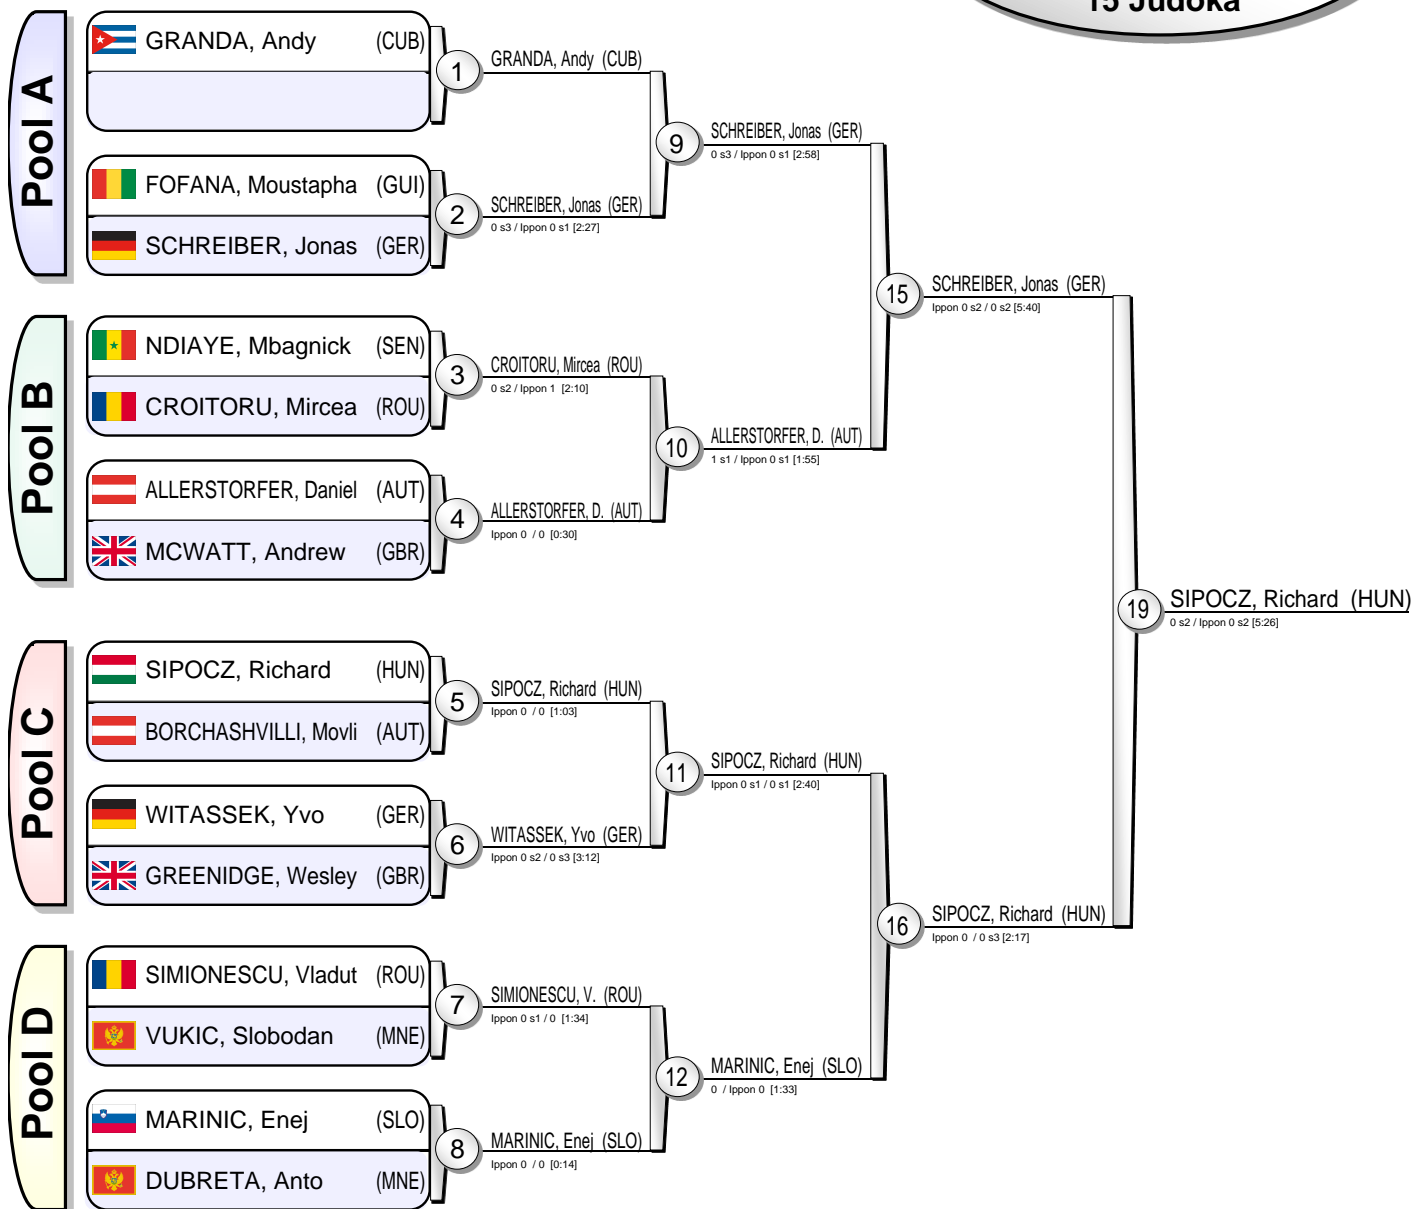 15 Judoka
Pool A
GRANDA, Andy (CUB)
FOFANA, Moustapha (GUI)
SCHREIBER, Jonas (GER)
1
GRANDA, Andy (CUB)
2
SCHREIBER, Jonas (GER)
0 s3 / Ippon 0 s1 [2:27]
9
SCHREIBER, Jonas (GER)
0 s3 / Ippon 0 s1 [2:58]
Pool B
NDIAYE, Mbagnick (SEN)
CROITORU, Mircea (ROU)
ALLERSTORFER, Daniel (AUT)
MCWATT, Andrew (GBR)
3
CROITORU, Mircea (ROU)
0 s2 / Ippon 1 [2:10]
4
ALLERSTORFER, D. (AUT)
Ippon 0 / 0 [0:30]
10
ALLERSTORFER, D. (AUT)
1 s1 / Ippon 0 s1 [1:55]
15
SCHREIBER, Jonas (GER)
Ippon 0 s2 / 0 s2 [5:40]
Pool C
SIPOCZ, Richard (HUN)
BORCHASHVILLI, Movli (AUT)
WITASSEK, Yvo (GER)
GREENIDGE, Wesley (GBR)
5
SIPOCZ, Richard (HUN)
Ippon 0 / 0 [1:03]
6
WITASSEK, Yvo (GER)
Ippon 0 s2 / 0 s3 [3:12]
11
SIPOCZ, Richard (HUN)
Ippon 0 s1 / 0 s1 [2:40]
Pool D
SIMIONESCU, Vladut (ROU)
VUKIC, Slobodan (MNE)
MARINIC, Enej (SLO)
DUBRETA, Anto (MNE)
7
SIMIONESCU, V. (ROU)
Ippon 0 s1 / 0 [1:34]
8
MARINIC, Enej (SLO)
Ippon 0 / 0 [0:14]
12
MARINIC, Enej (SLO)
0 / Ippon 0 [1:33]
16
SIPOCZ, Richard (HUN)
Ippon 0 / 0 s3 [2:17]
19
SIPOCZ, Richard (HUN)
0 s2 / Ippon 0 s2 [5:26]